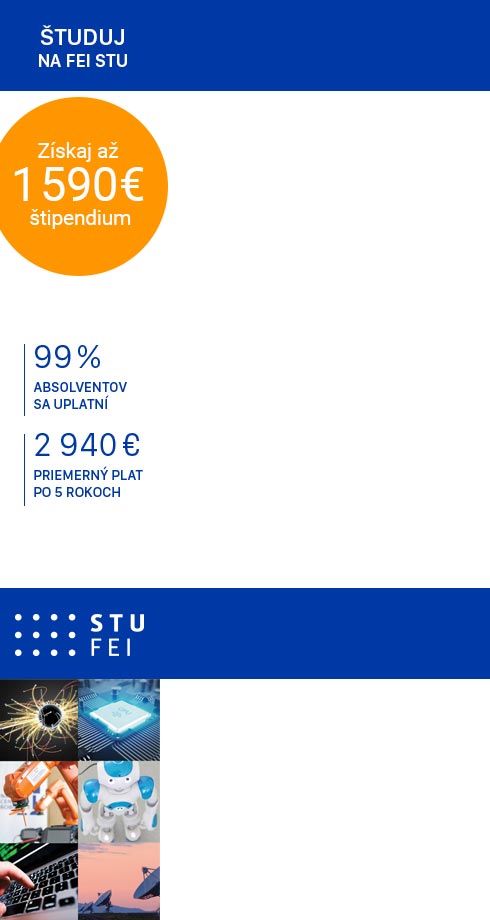 ŠTUDUJ
NA FEI STU
Získaj až
1 590 €
štipendium
99 %
ABSOLVENTOV
SA UPLATNÍ
2 940 €
PRIEMERNÝ PLAT
PO 5 ROKOCH
STU
FEI